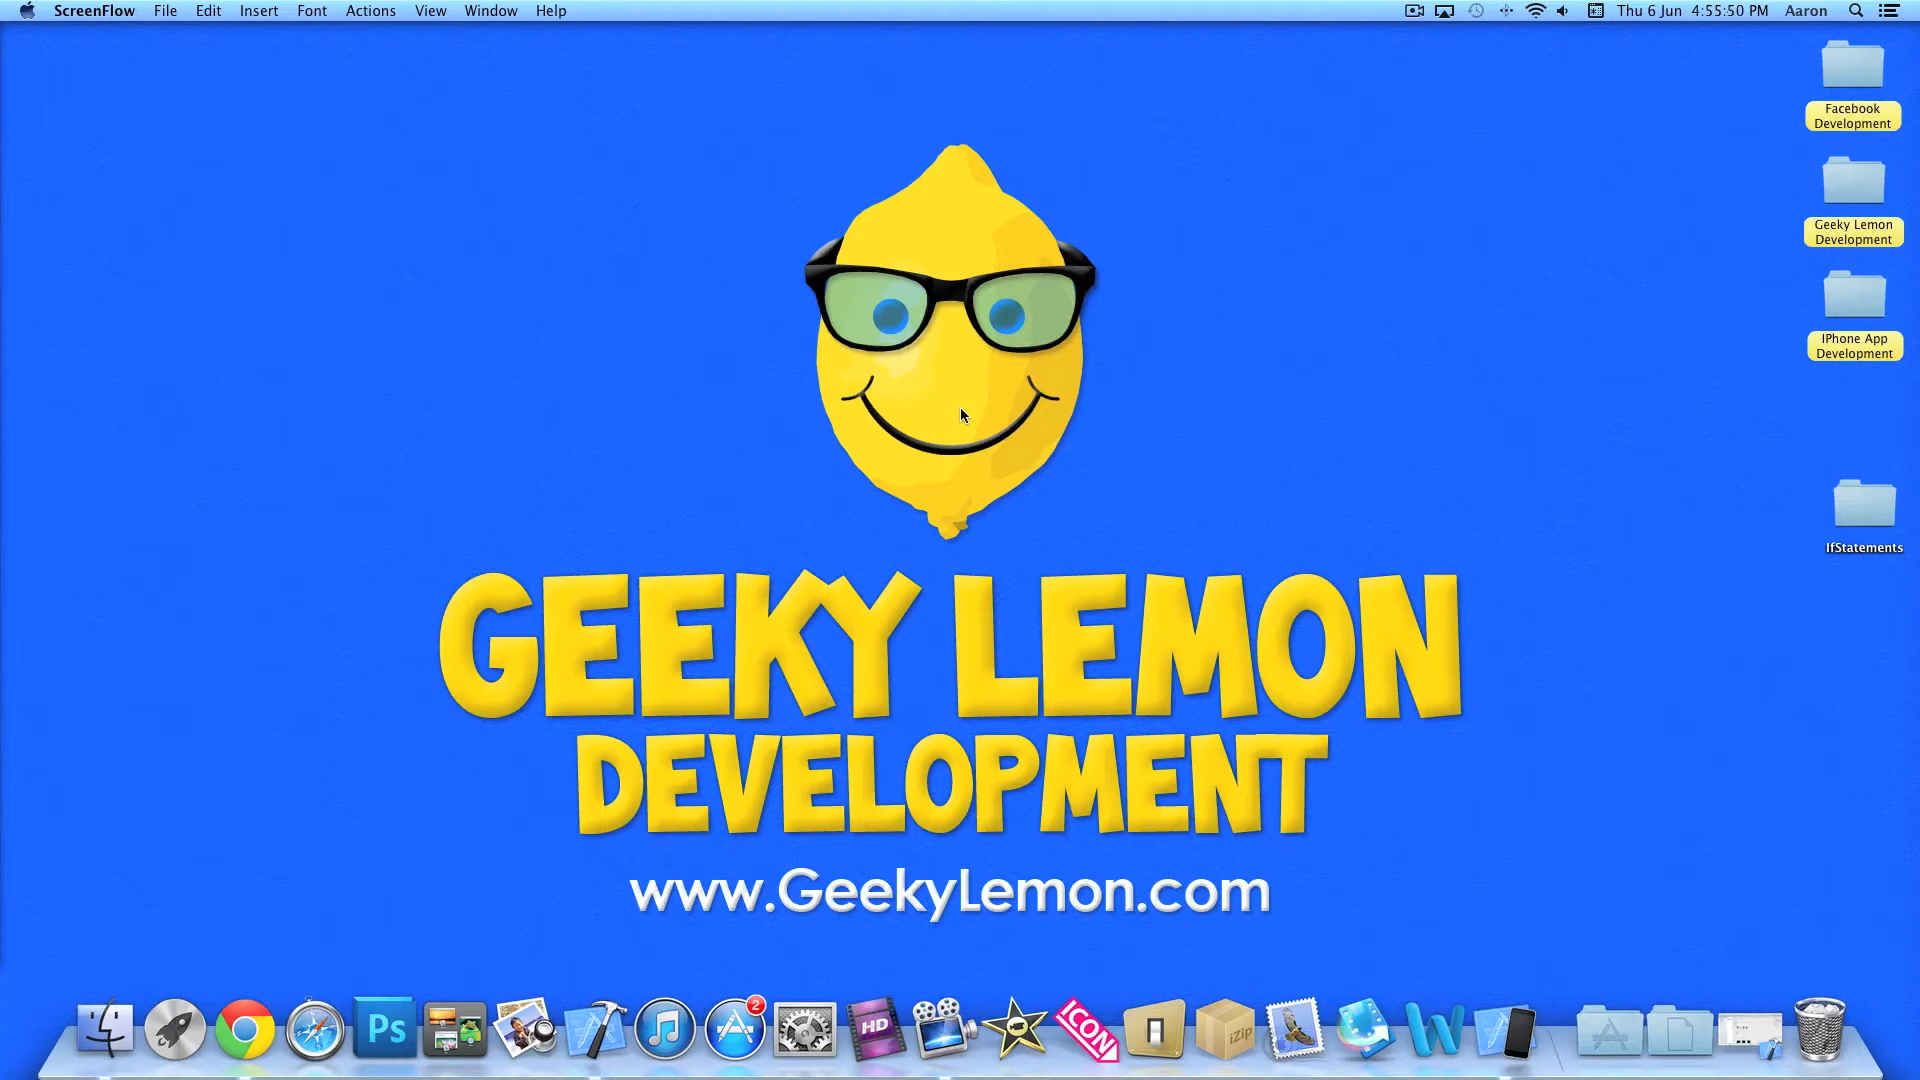 ScreenFlow File Edit Insert Font Actions View Window Help Thu 6 Jun 4:55:50 PM Aaron
Facebook
Development
Geeky Lemon
Development
IPhone App
Development
IfStatements
GEEKY LEMON
DEVELOPMENT
www.GeekyLemon.com
Ps
2
HD
ICON
iZip
W